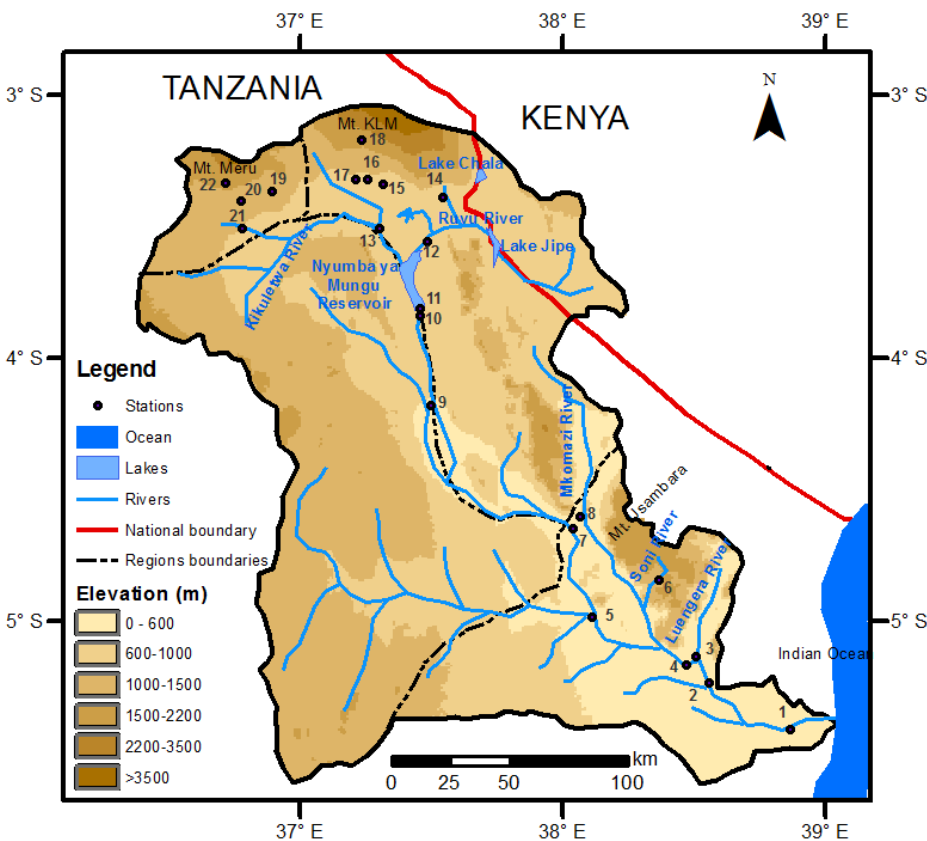 37° E
38° E
39° E
3° S
3° S
TANZANIA
KENYA
N
Mt. KLM
18
Mt. Meru
22
20
19
21
17
16
15
14
Lake Chala
Ruvu River
Lake Jipe
13
12
Kikuletwa River
Nyumba ya
Mungu
Reservoir
11
10
4° S
4° S
9
Mkomazi River
8
7
Mt. Usambara
Soni River
6
Luengera River
5
5° S
5° S
4
3
2
1
Indian Ocean
Legend
Stations
Ocean
Lakes
Rivers
National boundary
Regions boundaries
Elevation (m)
0 - 600
600-1000
1000-1500
1500-2200
2200-3500
>3500
km
0
25
50
100
37° E
38° E
39° E